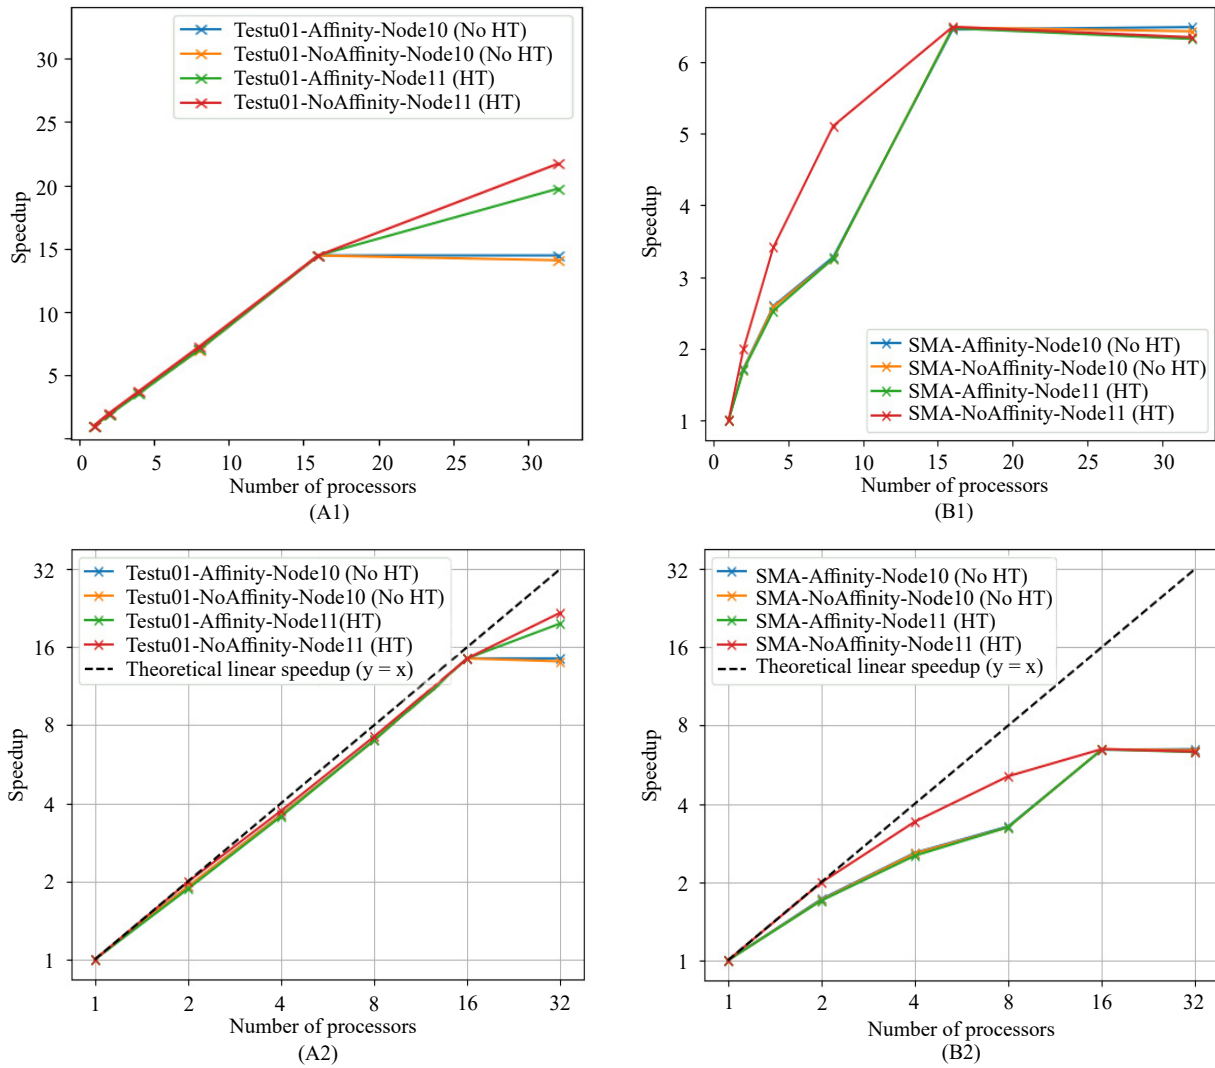 Testu01-Affinity-Node10 (No HT)
Testu01-NoAffinity-Node10 (No HT)
Testu01-Affinity-Node11 (HT)
Testu01-NoAffinity-Node11 (HT)
30
25
20
15
10
5
Speedup
0 5 10 15 20 25 30
Number of processors
(A1)
SMA-Affinity-Node10 (No HT)
SMA-NoAffinity-Node10 (No HT)
SMA-Affinity-Node11 (HT)
SMA-NoAffinity-Node11 (HT)
6
5
4
3
2
1
Speedup
0 5 10 15 20 25 30
Number of processors
(B1)
Testu01-Affinity-Node10 (No HT)
Testu01-NoAffinity-Node10 (No HT)
Testu01-Affinity-Node11(HT)
Testu01-NoAffinity-Node11 (HT)
Theoretical linear speedup (y = x)
32
16
8
4
2
1
Speedup
1 2 4 8 16 32
Number of processors
(A2)
SMA-Affinity-Node10 (No HT)
SMA-NoAffinity-Node10 (No HT)
SMA-Affinity-Node11 (HT)
SMA-NoAffinity-Node11 (HT)
Theoretical linear speedup (y = x)
32
16
8
4
2
1
Speedup
1 2 4 8 16 32
Number of processors
(B2)